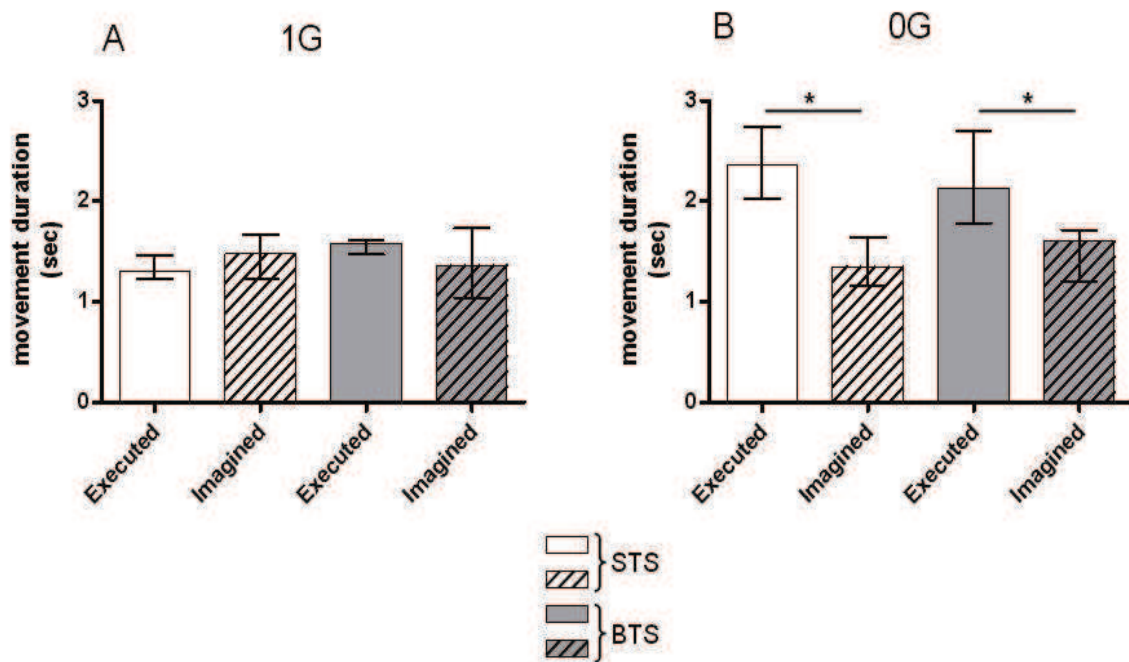 A
1G
movement duration
(sec)
3
2
1
0
Executed
Imagined
Executed
Imagined
B
0G
movement duration
(sec)
3
2
1
0
*
*
Executed
Imagined
Executed
Imagined
STS
BTS